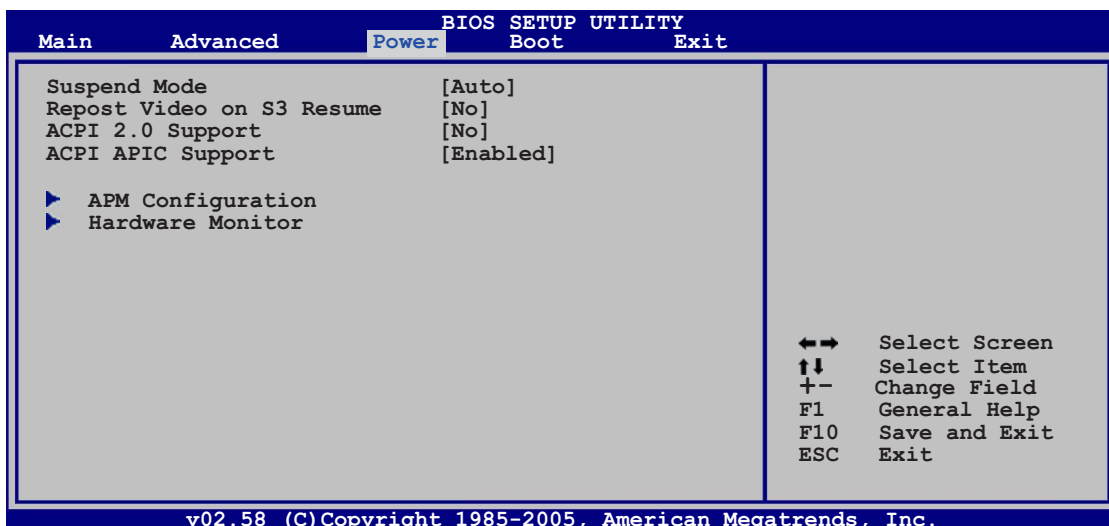 BIOS SETUP UTILITY
Main Advanced Power Boot Exit
Suspend Mode [Auto]
Repost Video on S3 Resume [No]
ACPI 2.0 Support [No]
ACPI APIC Support [Enabled]
APM Configuration
Hardware Monitor
←→ Select Screen
↑↓ Select Item
+- Change Field
F1 General Help
F10 Save and Exit
ESC Exit
v02.58 (C)Copyright 1985-2005, American Megatrends, Inc.